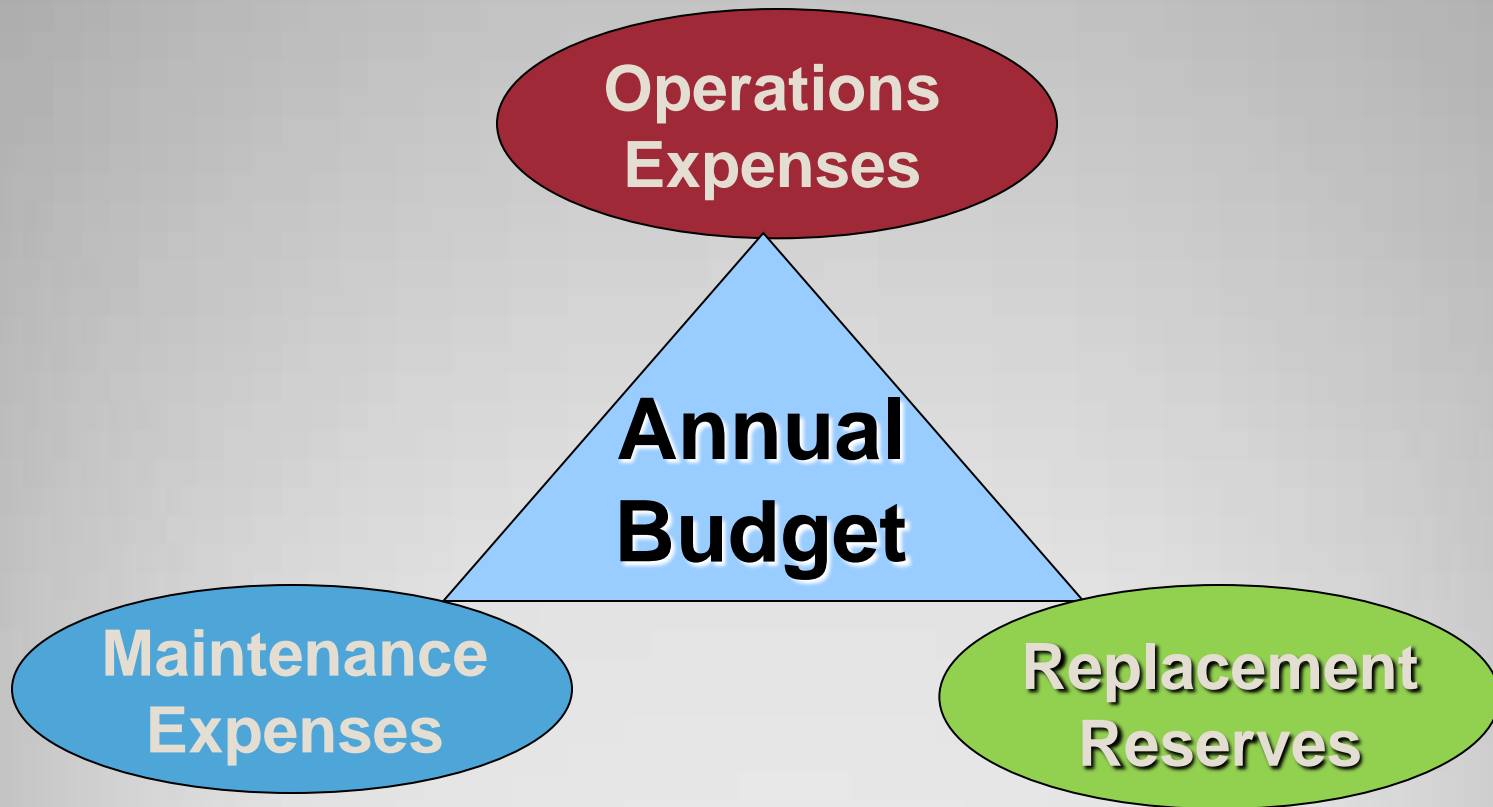 Operations
Expenses
Annual
Budget
Maintenance
Expenses
Replacement
Reserves